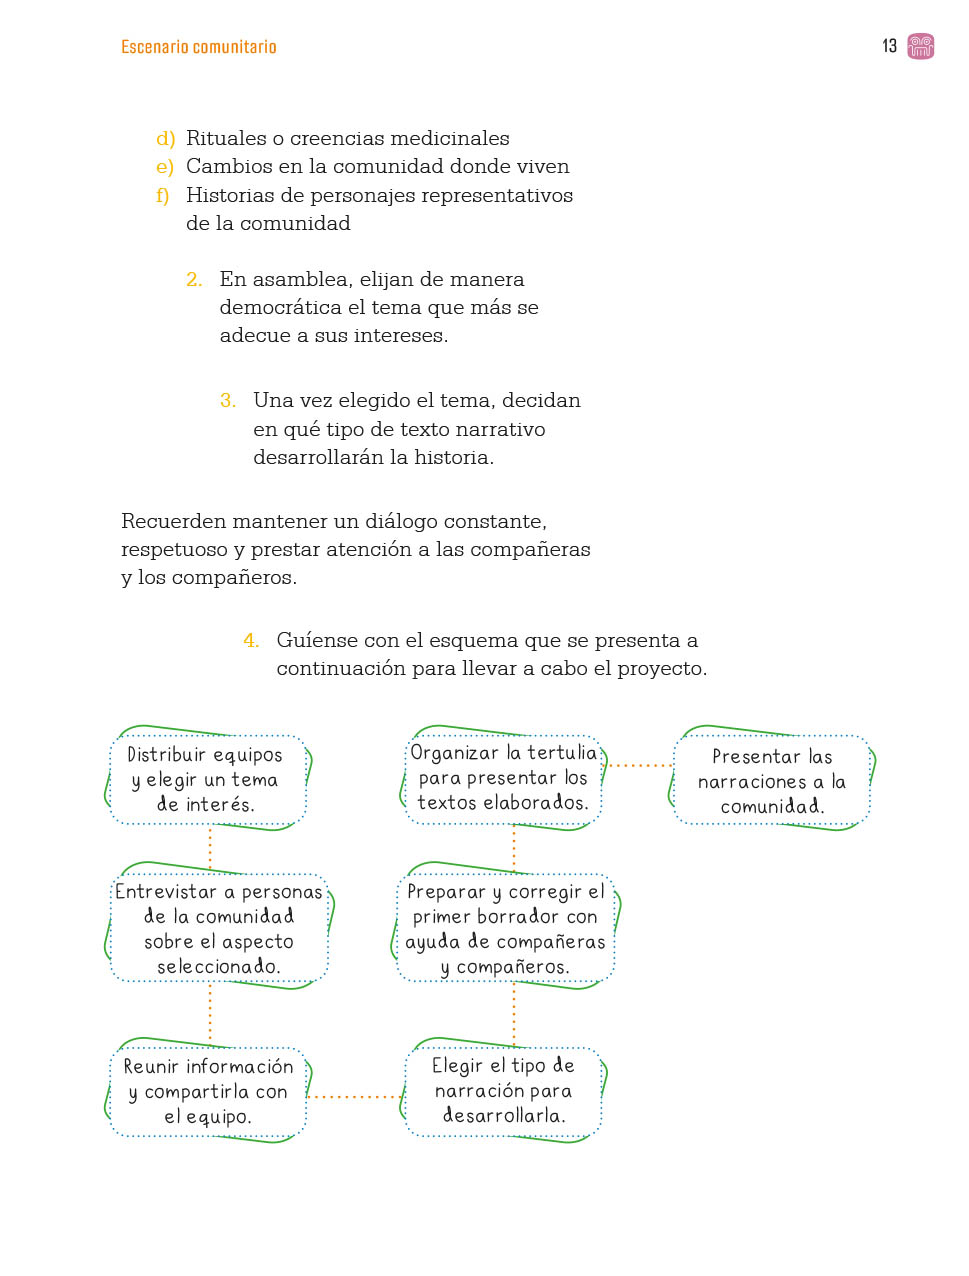 Escenario comunitario
13
d) Rituales o creencias medicinales
e) Cambios en la comunidad donde viven
f) Historias de personajes representativos
de la comunidad
2. En asamblea, elijan de manera
democrática el tema que más se
adecue a sus intereses.
3. Una vez elegido el tema, decidan
en qué tipo de texto narrativo
desarrollarán la historia.
Recuerden mantener un diálogo constante,
respetuoso y prestar atención a las compañeras
y los compañeros.
4. Guíense con el esquema que se presenta a
continuación para llevar a cabo el proyecto.
Distribuir equipos
y elegir un tema
de interés.
Entrevistar a personas
de la comunidad
sobre el aspecto
seleccionado.
Reunir información
y compartirla con
el equipo.
Elegir el tipo de
narración para
desarrollarla.
Preparar y corregir el
primer borrador con
ayuda de compañeras
y compañeros.
Organizar la tertulia
para presentar los
textos elaborados.
Presentar las
narraciones a la
comunidad.